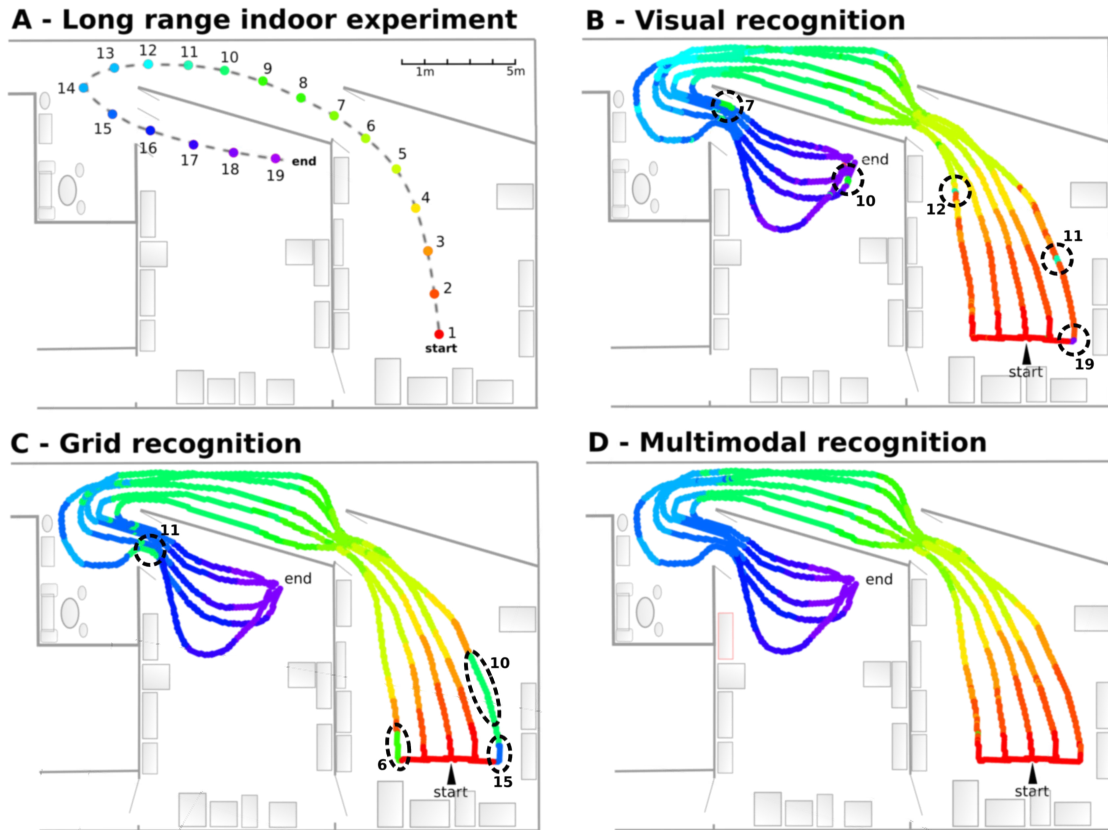 A - Long range indoor experiment
B - Visual recognition
13
12
11
10
9
8
7
6
5
4
3
2
1
start
14
15
16
17
18
19
end
1m
5m
7
end
10
12
11
19
start
C - Grid recognition
D - Multimodal recognition
11
end
10
6
15
start
end
start